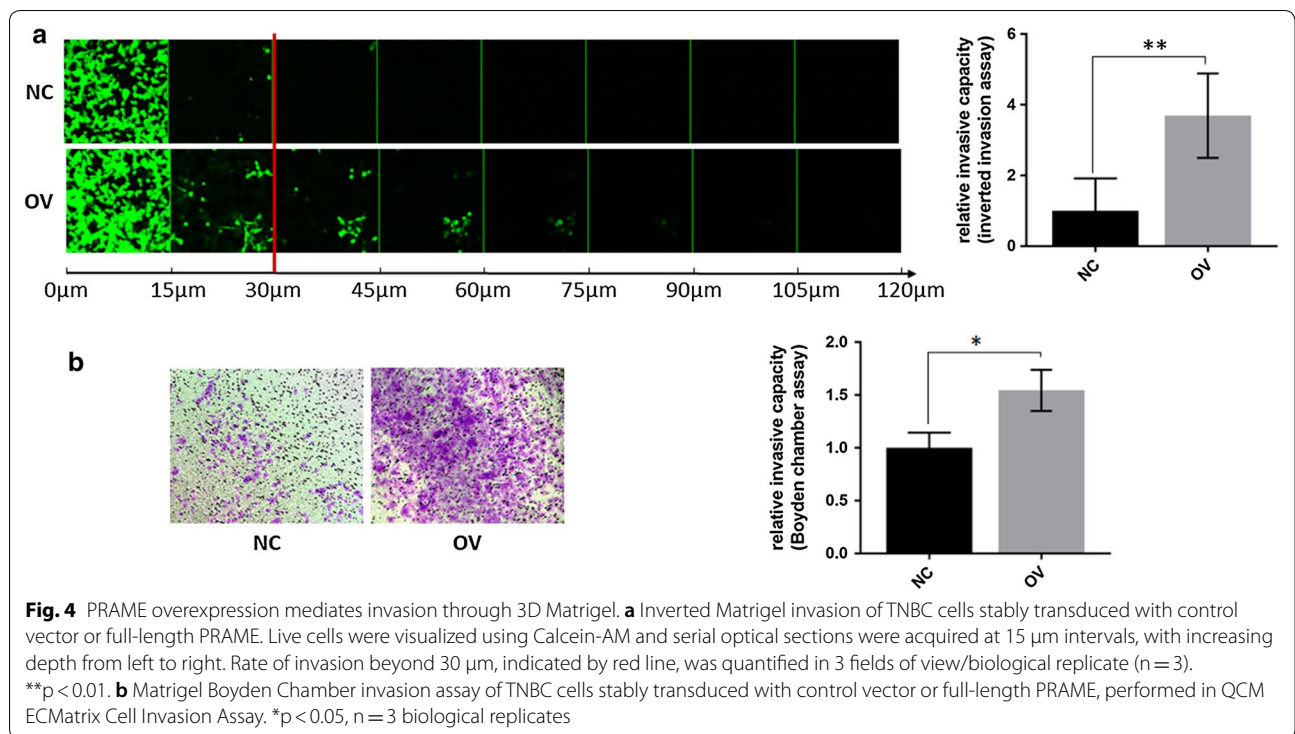 a
NC
OV
0µm 15µm 30µm 45µm 60µm 75µm 90µm 105µm 120µm
relative invasive capacity
(inverted invasion assay)
6
4
2
0
**
NC OV
b
NC OV
relative invasive capacity
(Boyden chamber assay)
2.0
1.5
1.0
0.5
0.0
*
NC OV
Fig. 4 PRAME overexpression mediates invasion through 3D Matrigel. a Inverted Matrigel invasion of TNBC cells stably transduced with control
vector or full-length PRAME. Live cells were visualized using Calcein-AM and serial optical sections were acquired at 15 µm intervals, with increasing
depth from left to right. Rate of invasion beyond 30 µm, indicated by red line, was quantified in 3 fields of view/biological replicate (n = 3).
**p < 0.01. b Matrigel Boyden Chamber invasion assay of TNBC cells stably transduced with control vector or full-length PRAME, performed in QCM
ECMatrix Cell Invasion Assay. *p < 0.05, n = 3 biological replicates